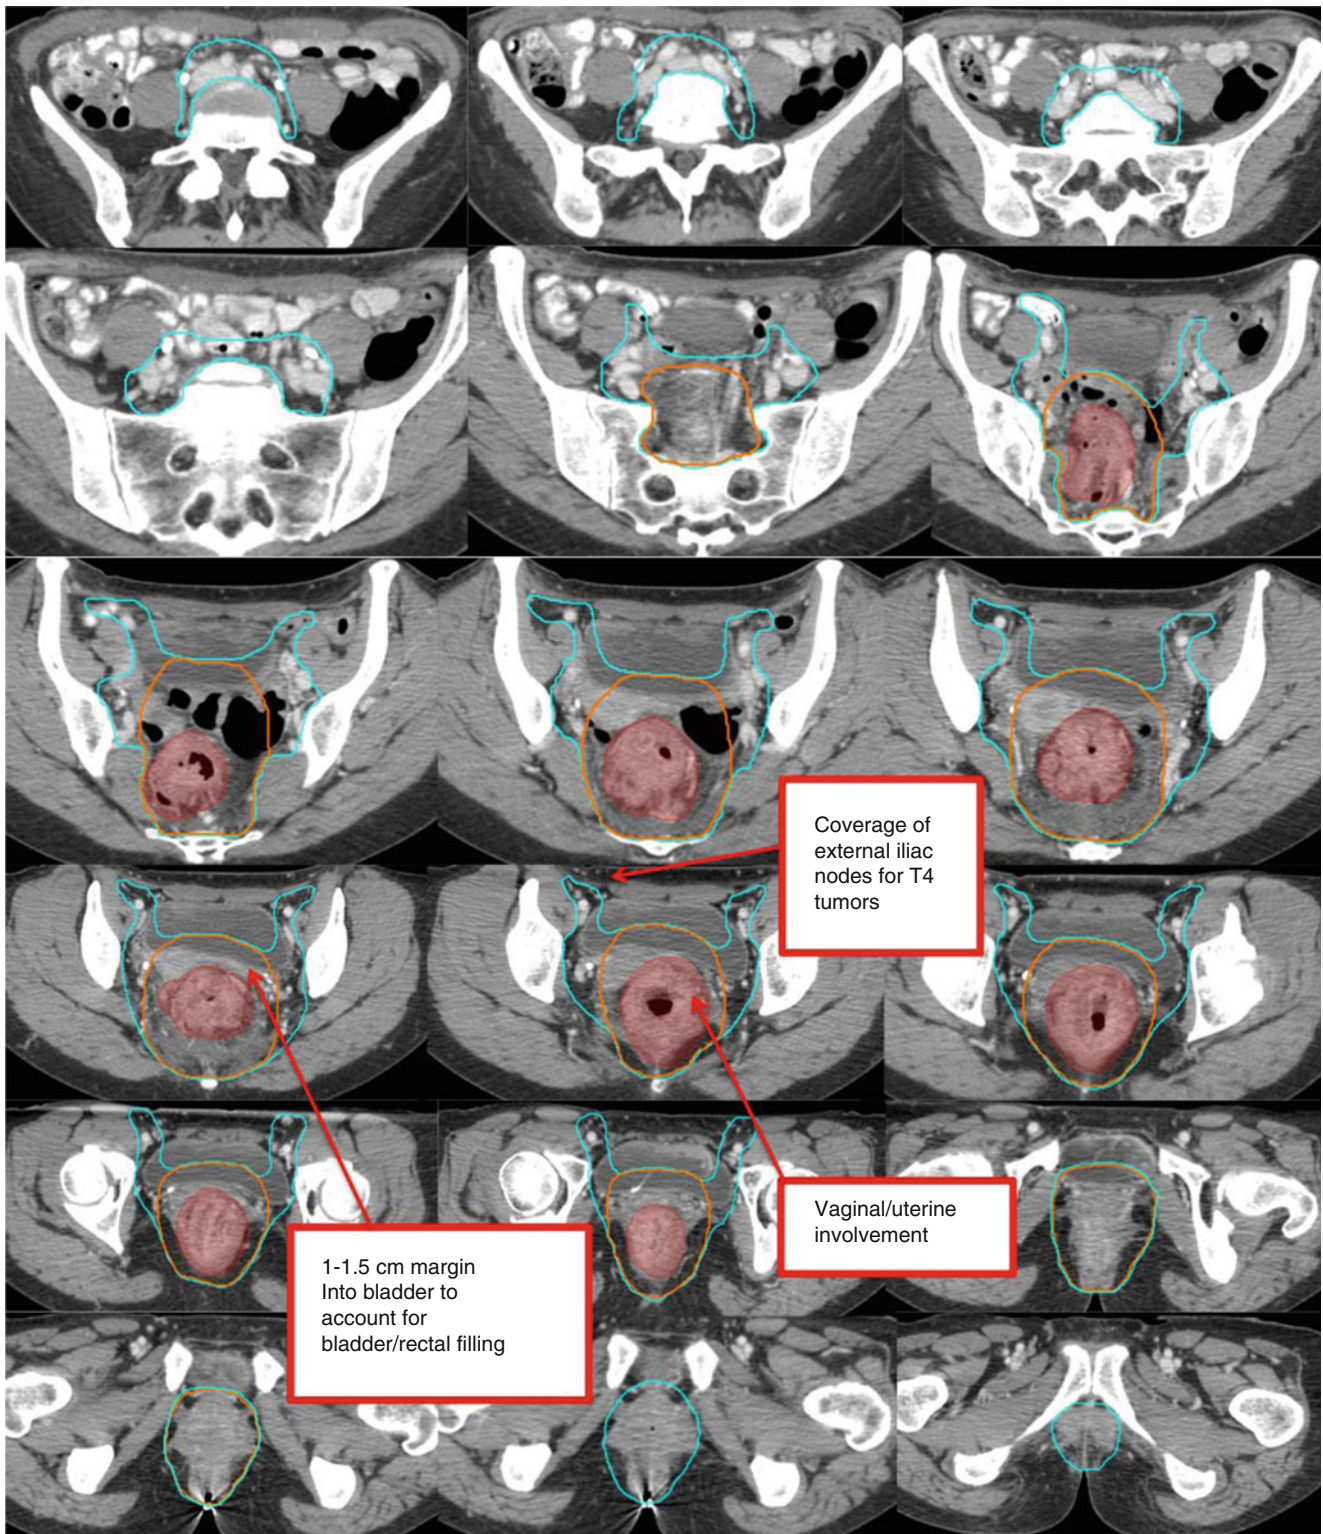 Coverage of
external iliac
nodes for T4
tumors
Vaginal/uterine
involvement
1-1.5 cm margin
Into bladder to
account for
bladder/rectal filling